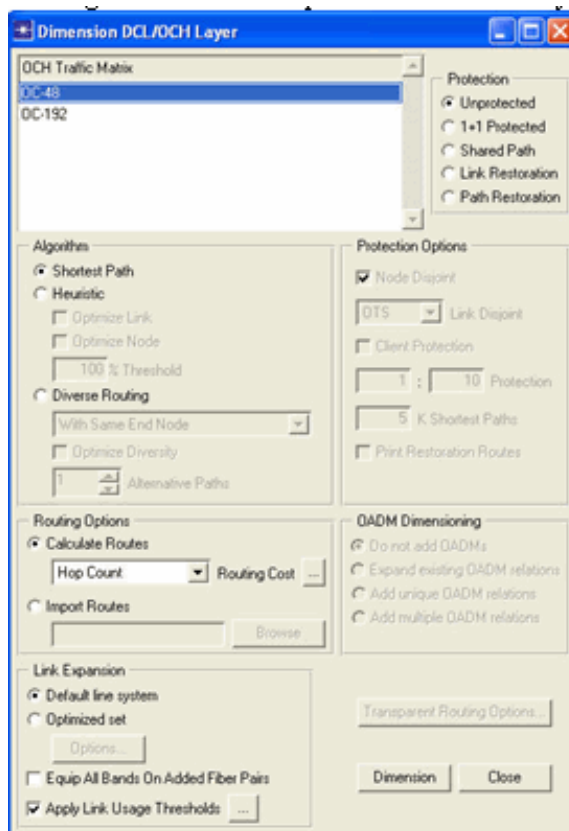 Dimension DCL/OCH Layer
OCH Traffic Matrix
OC-48
OC-192
Protection
Unprotected
1+1 Protected
Shared Path
Link Restoration
Path Restoration
Algorithm
Shortest Path
Heuristic
Optimize Link
Optimize Node
100 % Threshold
Diverse Routing
With Same End Node
Optimize Diversity
1 Alternative Paths
Protection Options
Node Disjoint
OTS Link Disjoint
Client Protection
1 : 10 Protection
5 K Shortest Paths
Print Restoration Routes
Routing Options
Calculate Routes
Hop Count Routing Cost ...
Import Routes
Browse
OADM Dimensioning
Do not add OADMs
Expand existing OADM relations
Add unique OADM relations
Add multiple OADM relations
Link Expansion
Default line system
Optimized set
Options...
Equip All Bands On Added Fiber Pairs
Apply Link Usage Thresholds ...
Transparent Routing Options...
Dimension Close